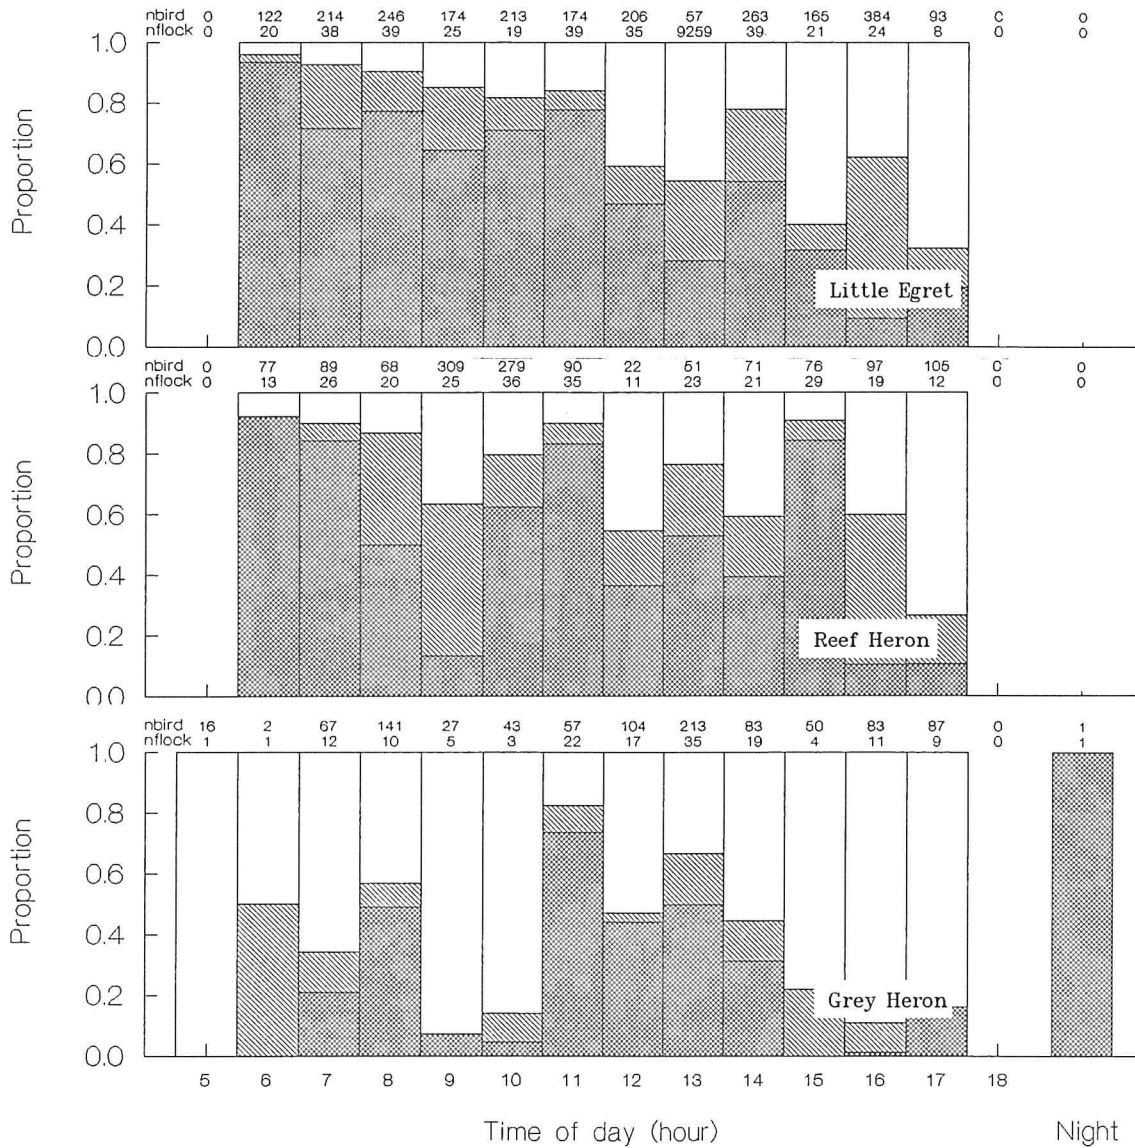 nbird 0 122 214 246 174 213 174 206 57 263 165 384 93 C 0
nflock 0 20 38 39 25 19 39 35 9259 39. 21 24 8 0 0
1.0
0.8
0.6
0.4
0.2
0.0
Proportion
Little Egret
nbird 0 77 89 68 309 279 90 22 51 71 76 97 105 C 0
nflock 0 13 26 20 25 36 35 11 23 21 29 19 12 0 0
1.0
0.8
0.6
0.4
0.2
0.0
Proportion
Reef Heron
nbird 16 2 67 141 27 43 57 104 213 83 50 83 87 0 1
nflock 1 1 12 10 5 3 22 17 35 19 4 11 9 0 1
1.0
0.8
0.6
0.4
0.2
0.0
Proportion
Grey Heron
5 6 7 8 9 10 11 12 13 14 15 16 17 18
Time of day (hour) Night